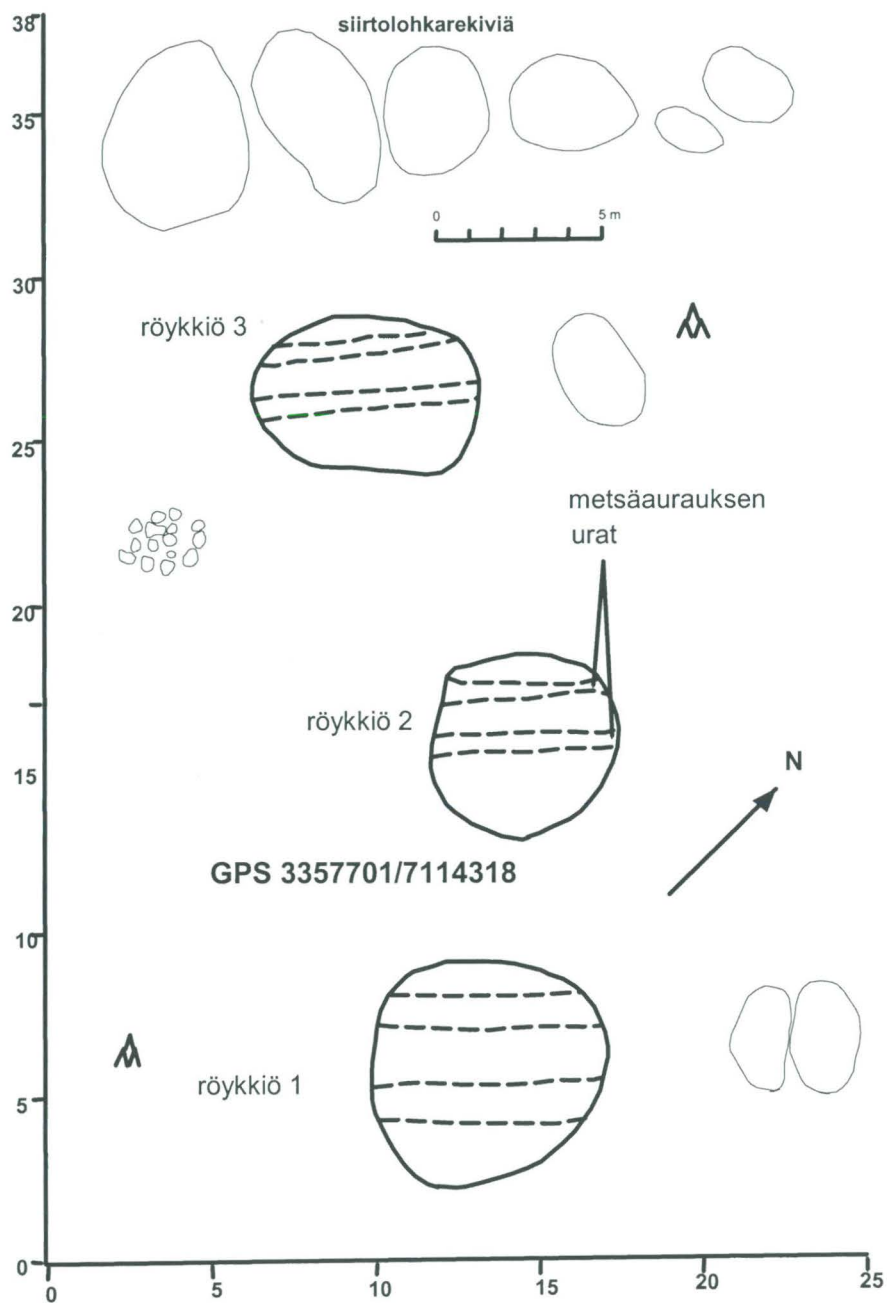 38
siirtolohkarekiviä
35
0 5 m
30
röykkiö 3
25
metsäaurauksen
urat
20
röykkiö 2
15
N
GPS 3357701/7114318
10
röykkiö 1
5
0
0 5 10 15 20 25